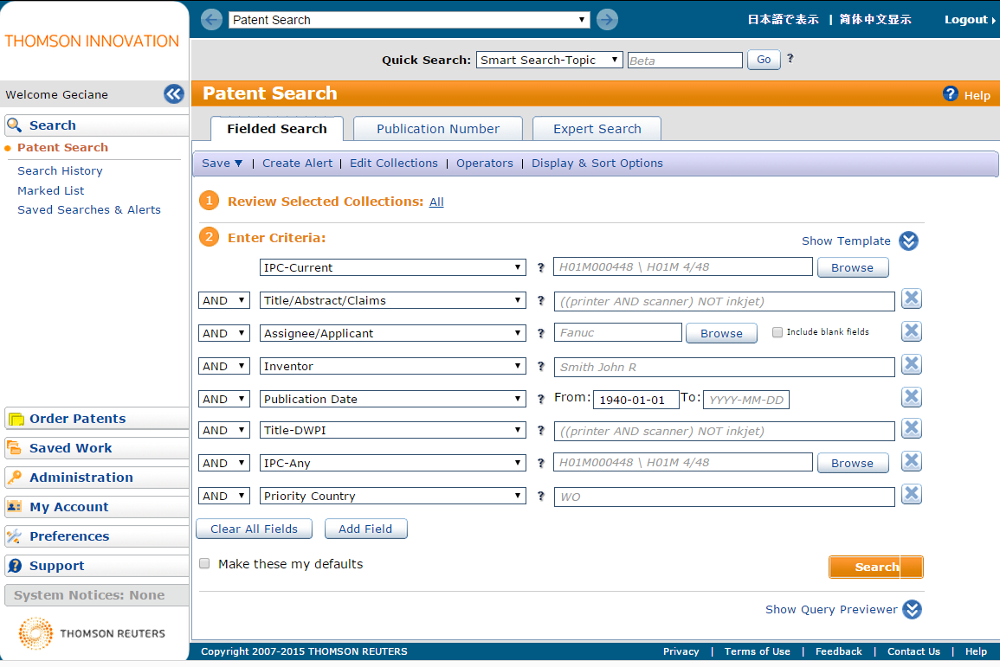 Patent Search
日本語で表示 | 简体中文显示 Logout
THOMSON INNOVATION
Quick Search: Smart Search-Topic Beta Go ?
Welcome Geciane
Patent Search
Help
Search
Patent Search
Search History
Marked List
Saved Searches & Alerts
Order Patents
Saved Work
Administration
My Account
Preferences
Support
System Notices: None
THOMSON REUTERS
Fielded Search Publication Number Expert Search
Save | Create Alert | Edit Collections | Operators | Display & Sort Options
1 Review Selected Collections: All
2 Enter Criteria:
Show Template
IPC-Current ? H01M000448 \ H01M 4/48 Browse
AND Title/Abstract/Claims ? ((printer AND scanner) NOT inkjet)
AND Assignee/Applicant ? Fanuc Browse Include blank fields
AND Inventor ? Smith John R
AND Publication Date ? From: 1940-01-01 To: YYYY-MM-DD
AND Title-DWPI ? ((printer AND scanner) NOT inkjet)
AND IPC-Any ? H01M000448 \ H01M 4/48 Browse
AND Priority Country ? WO
Clear All Fields Add Field
Make these my defaults
Search
Show Query Previewer
Copyright 2007-2015 THOMSON REUTERS
Privacy | Terms of Use | Feedback | Contact Us | Help